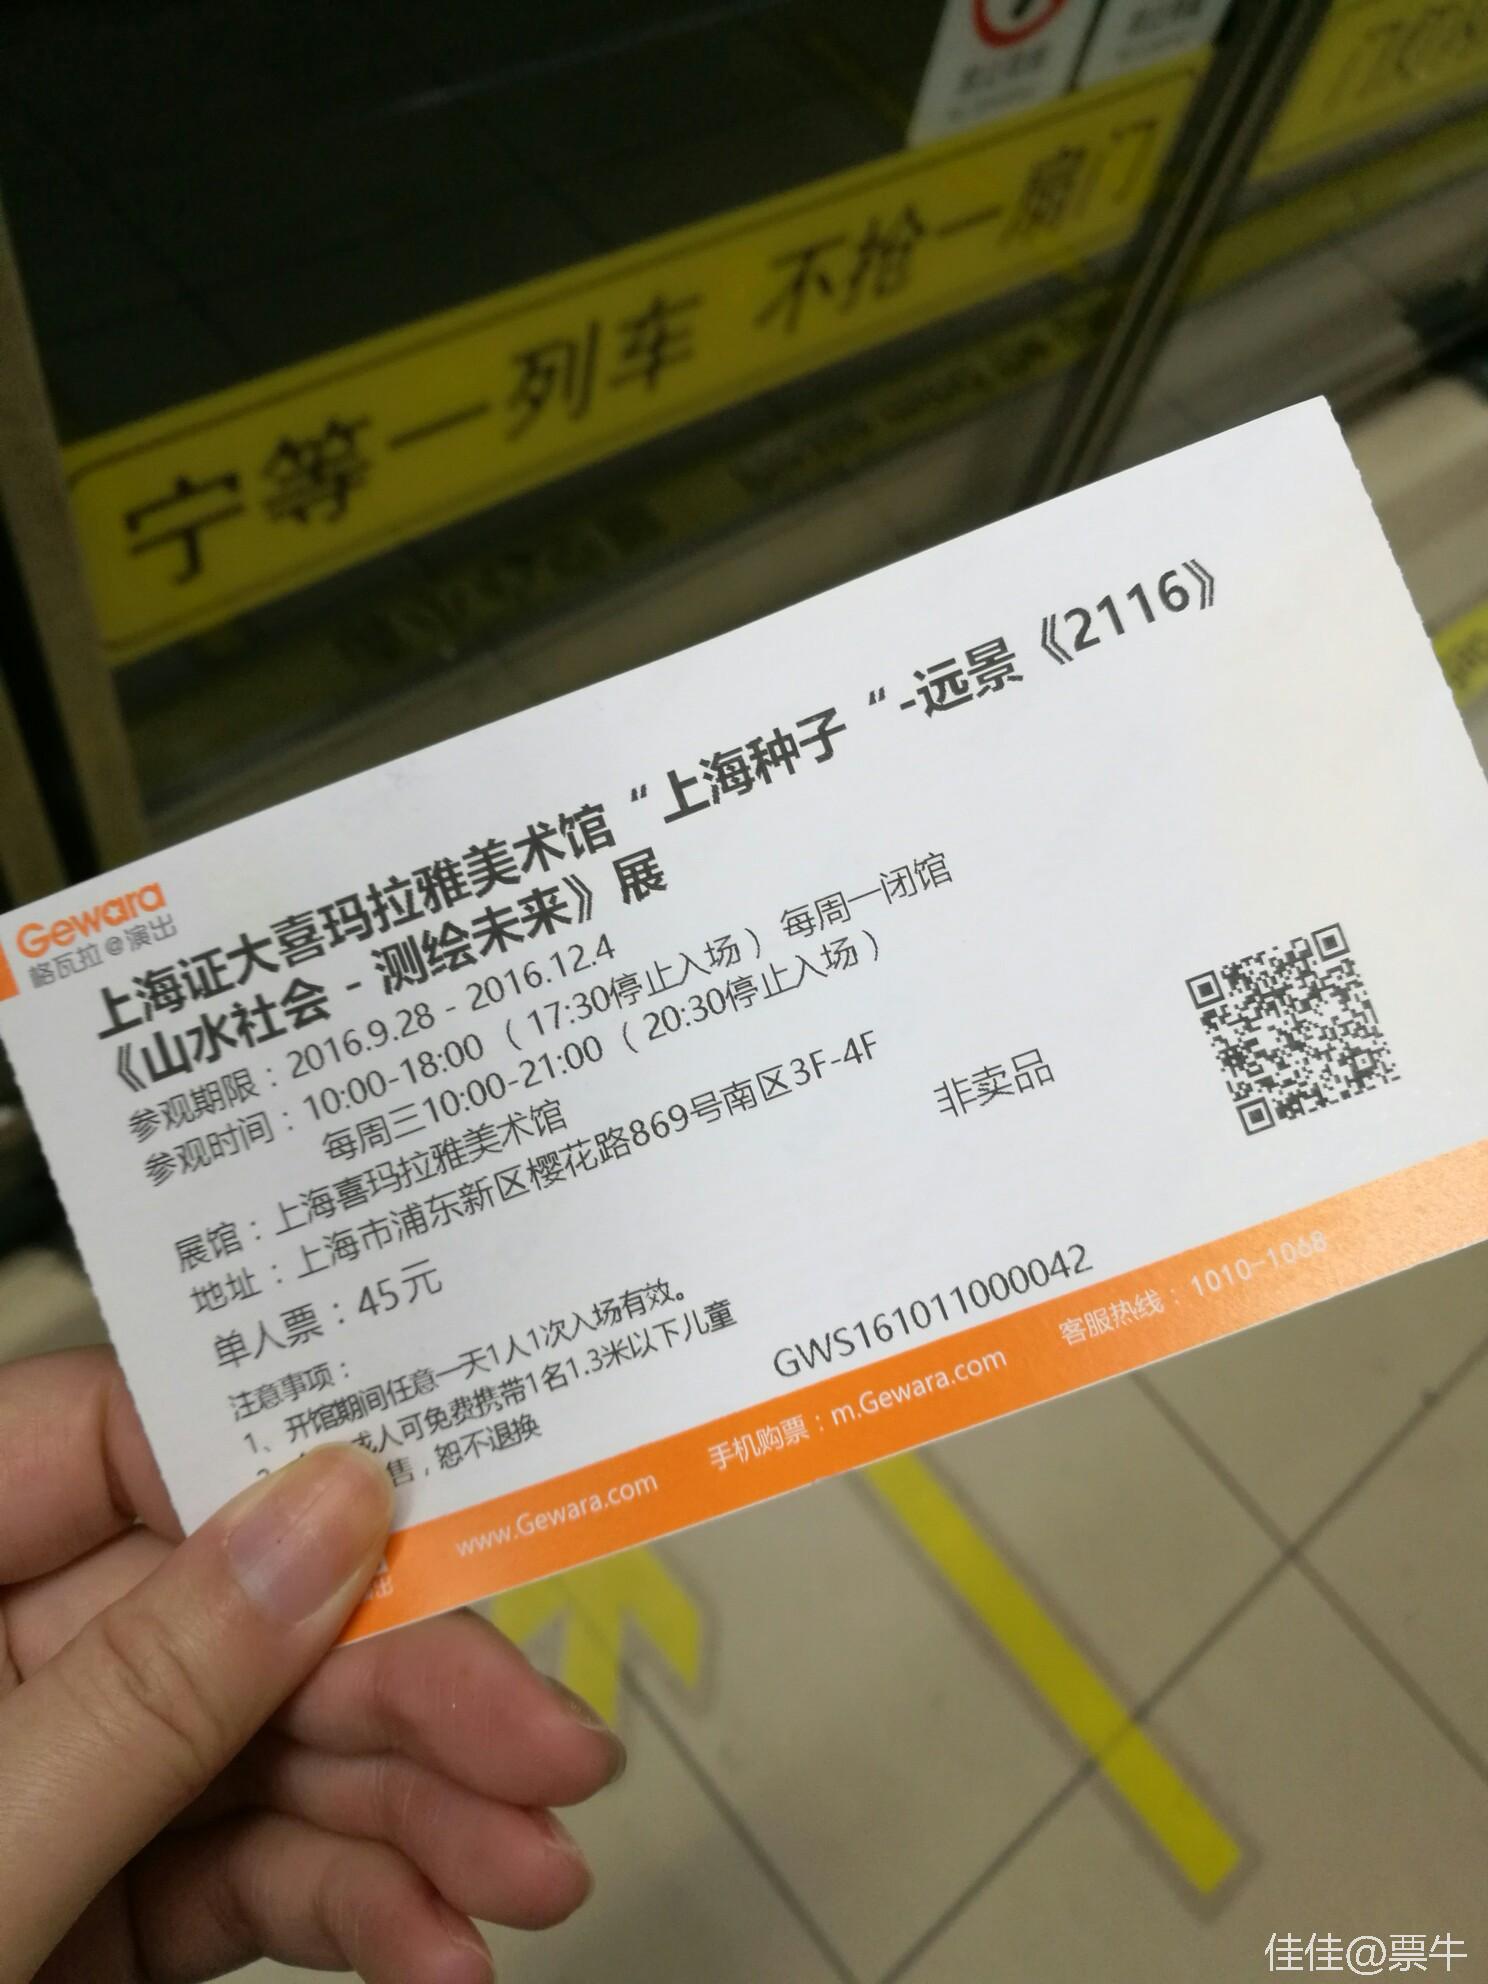 宁等一列车 不抢一扇门
Gewara
格瓦拉@演出
上海证大喜玛拉雅美术馆“上海种子“-远景《2116》
《山水社会-测绘未来》展
参观期限：2016.9.28 - 2016.12.4
参观时间：10:00-18:00（17:30停止入场）每周一闭馆
每周三10:00-21:00（20:30停止入场）
展馆：上海喜玛拉雅美术馆
地址：上海市浦东新区樱花路869号南区3F-4F
单人票：45元
非卖品
注意事项：
1、开馆期间任意一天1人1次入场有效。
成人可免费携带1名1.3米以下儿童
售，恕不退换
GWS161011000042
www.Gewara.com
手机购票：m.Gewara.com
客服热线：1010-1068
佳佳@票牛